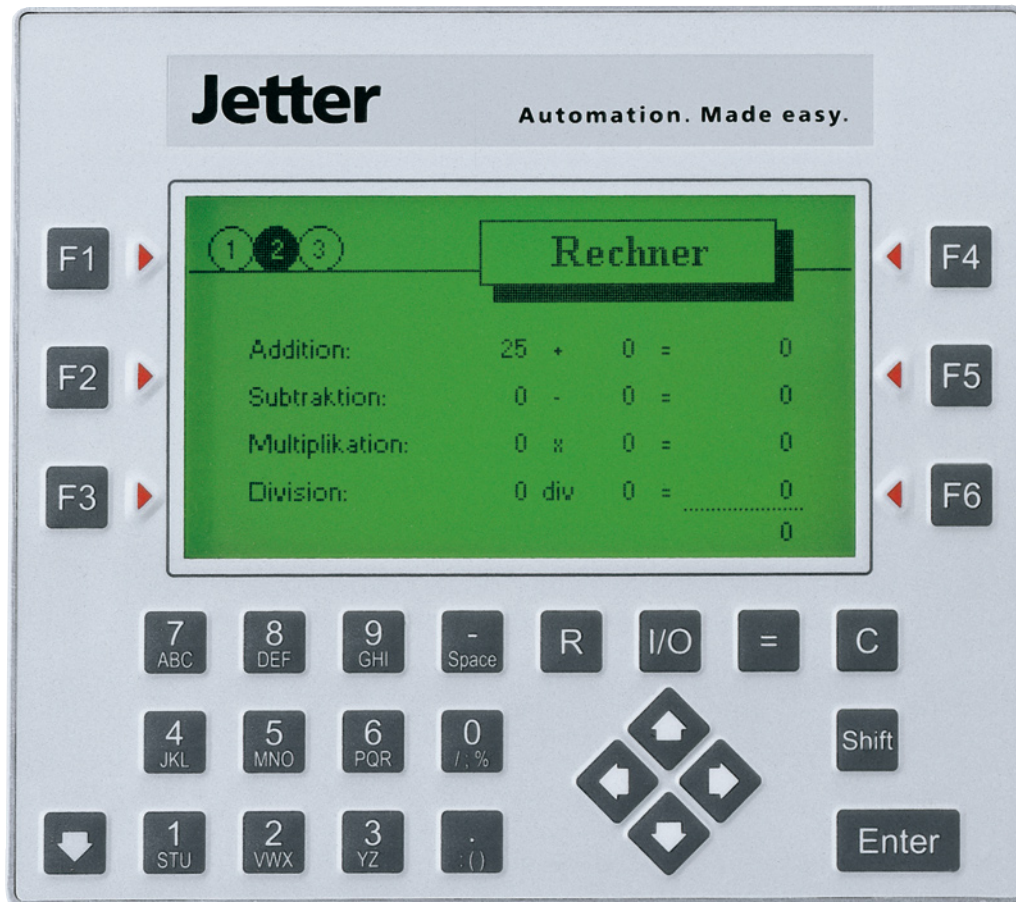 Jetter
Automation. Made easy.
1 2 3
Rechner
F1
F4
Addition: 25 + 0 = 0
F2
F5
Subtraktion: 0 - 0 = 0
Multiplikation: 0 x 0 = 0
F3
F6
Division: 0 div 0 = 0
0
7 8 9 - R I/O = C
ABC DEF GHI Space
4 5 6 0 Shift
JKL MNO PQR / ; %
1 2 3 . Enter
STU VWX YZ : ( )